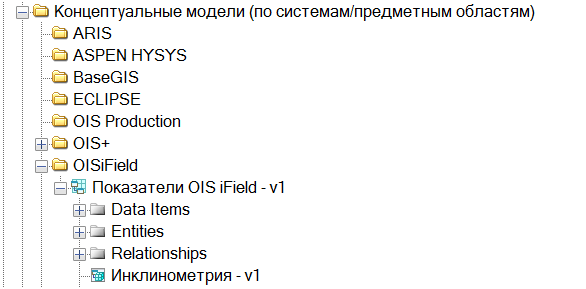 Концептуальные модели (по системам/предметным областям)
ARIS
ASPEN HYSYS
BaseGIS
ECLIPSE
OIS Production
OIS+
OISiField
Показатели OIS iField - v1
Data Items
Entities
Relationships
Инклинометрия - v1